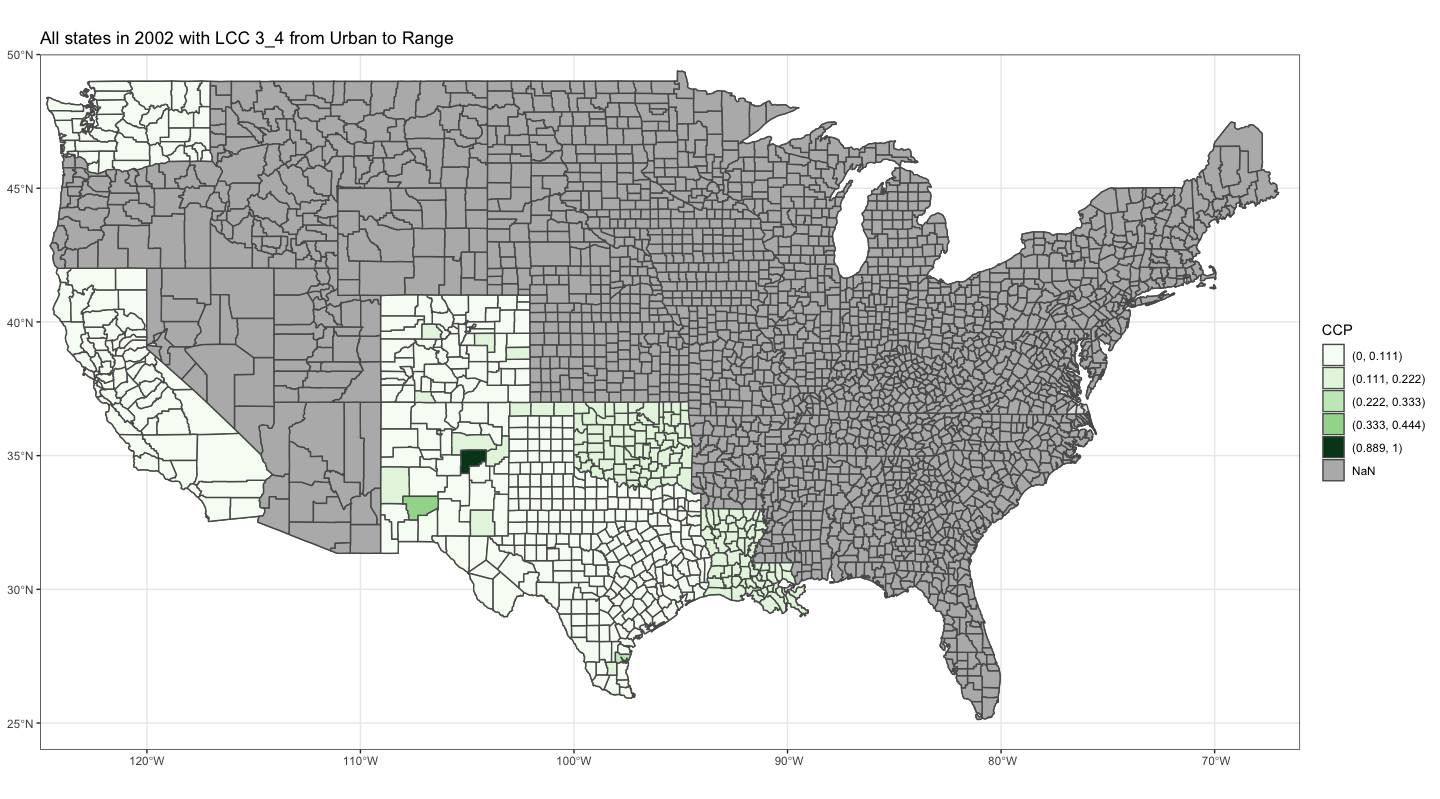 All states in 2002 with LCC 3_4 from Urban to Range
50°N
45°N
40°N
35°N
30°N
25°N
120°W
110°W
100°W
90°W
80°W
70°W
CCP
(0, 0.111)
(0.111, 0.222)
(0.222, 0.333)
(0.333, 0.444)
(0.889, 1)
NaN